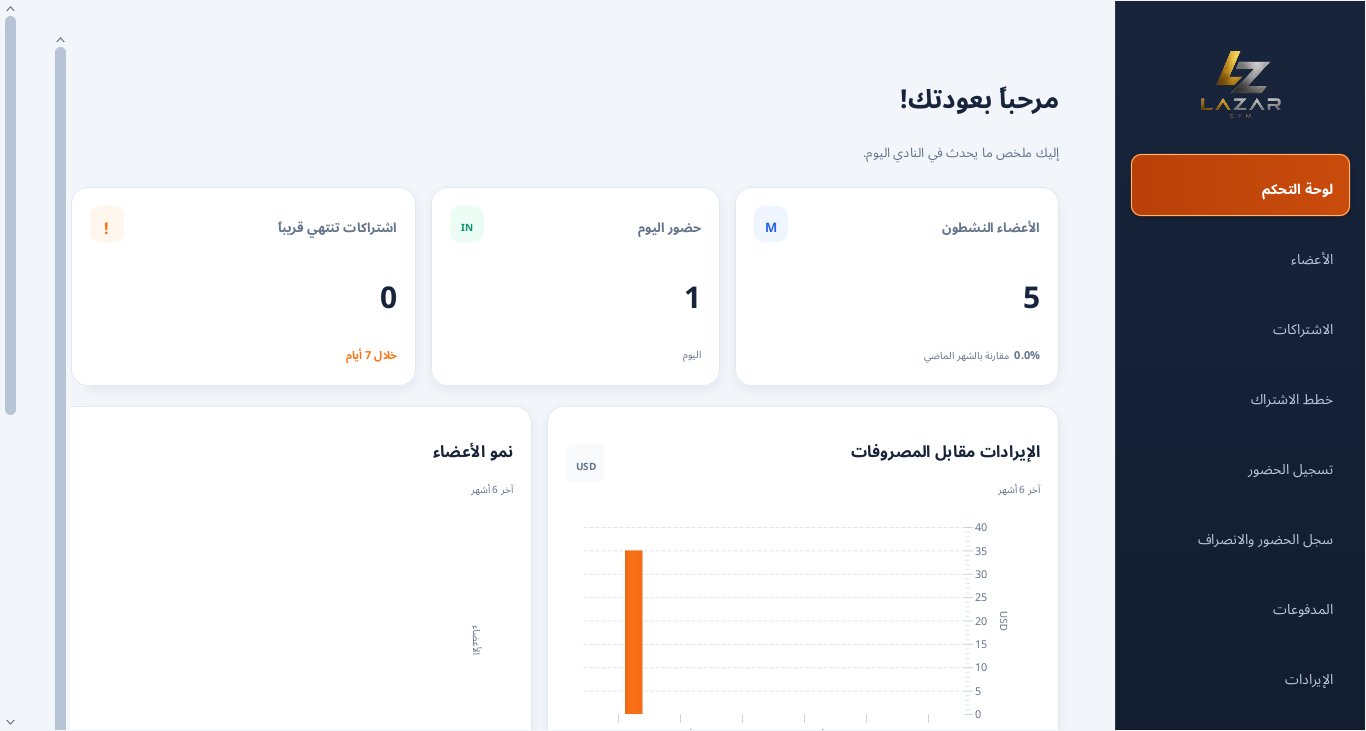 LAZAR
GYM
لوحة التحكم
الأعضاء
الاشتراكات
خطط الاشتراك
تسجيل الحضور
سجل الحضور والانصراف
المدفوعات
الإيرادات
مرحباً بعودتك!
إليك ملخص ما يحدث في النادي اليوم.
الأعضاء النشطون
M
5
0.0% مقارنة بالشهر الماضي
حضور اليوم
IN
1
اليوم
اشتراكات تنتهي قريباً
!
0
خلال 7 أيام
الإيرادات مقابل المصروفات
USD
آخر 6 أشهر
40
35
30
25
20
15
10
5
0
USD
نمو الأعضاء
آخر 6 أشهر
الأعضاء